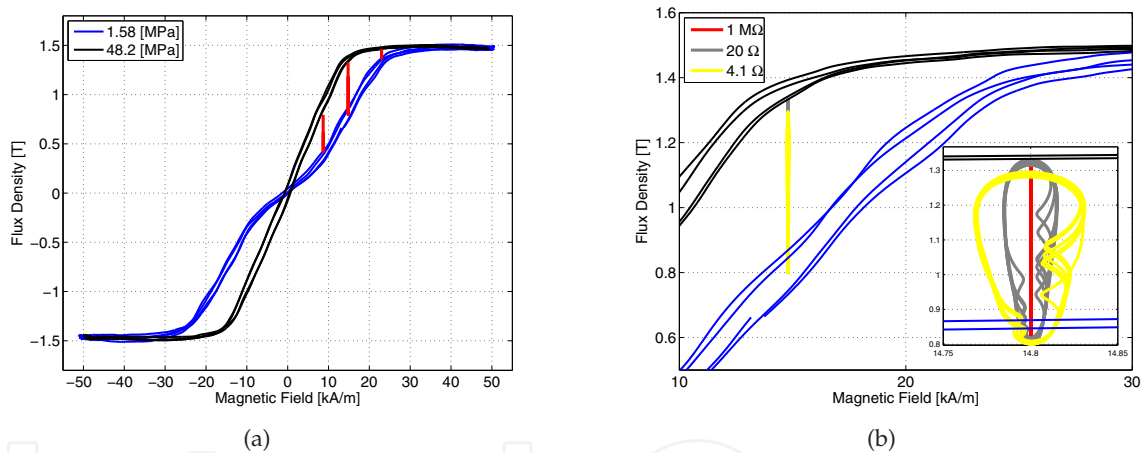 1.58 [MPa]
48.2 [MPa]
1.5
1
0.5
0
−0.5
−1
−1.5
Flux Density [T]
−50 −40 −30 −20 −10 0 10 20 30 40 50
Magnetic Field [kA/m]
(a)
1 MΩ
20 Ω
4.1 Ω
1.6
1.4
1.2
1
0.8
0.6
Flux Density [T]
10 20 30
Magnetic Field [kA/m]
1.3
1.2
1.1
1
0.9
0.8
14.75 14.8 14.85
(b)